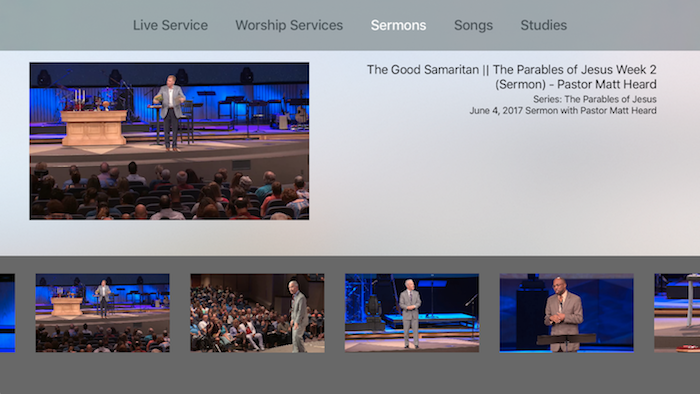 Live Service Worship Services Sermons Songs Studies
The Good Samaritan || The Parables of Jesus Week 2
(Sermon) - Pastor Matt Heard
Series: The Parables of Jesus
June 4, 2017 Sermon with Pastor Matt Heard